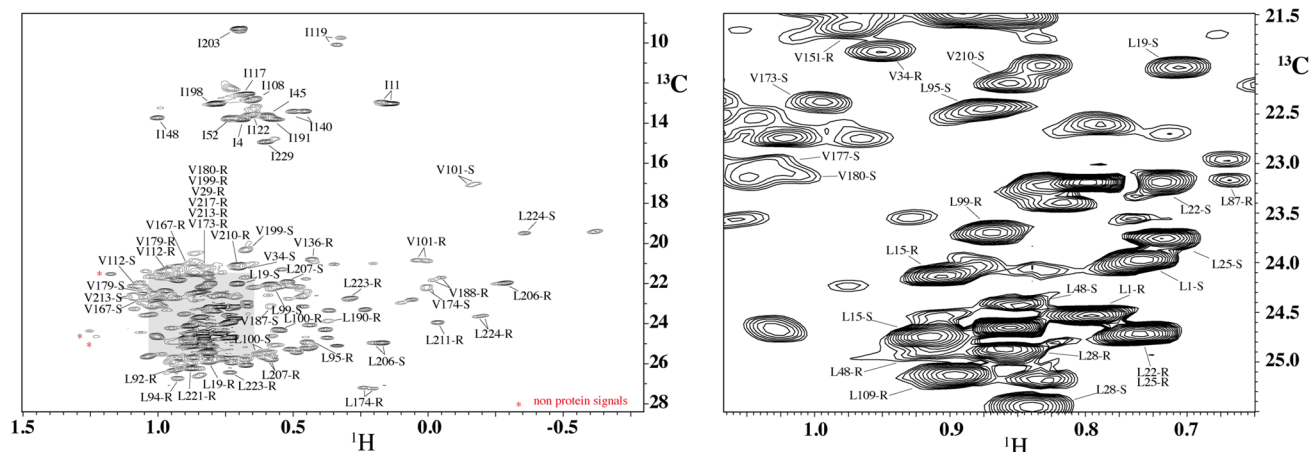 I203
I119
10
13C
I117
I108
I198
I45
I11
12
I148
I140
14
I52
I122
I191
I4
I229
16
V180-R
V199-R
V29-R
V217-R
V213-R
V173-R
V101-S
18
L224-S
V167-R
V199-S
V210-R
V136-R
V101-R
20
V179-R
V112-R
V34-S
V112-S
*
L19-S
L207-S
L223-R
V188-R
L206-R
22
V179-S
V213-S
V167-S
L99-S
V174-S
V187-S
L100-R
L190-R
L224-R
24
*
*
L100-S
L211-R
L95-R
L206-S
26
L92-R
L19-R
L207-R
L223-R
L94-R
L221-R
L174-R
* non protein signals
28
1.0
0.5
0.0
-0.5
1H
21.5
V151-R
V34-R
V210-S
L19-S
13C
V173-S
L95-S
22.5
V177-S
V180-S
23.0
L87-R
L22-S
L99-R
23.5
L15-R
L25-S
24.0
L1-S
L48-S
L1-R
L15-S
24.5
L28-R
L48-R
L22-R
L25-R
25.0
L109-R
L28-S
1.0
0.9
0.8
0.7
1H